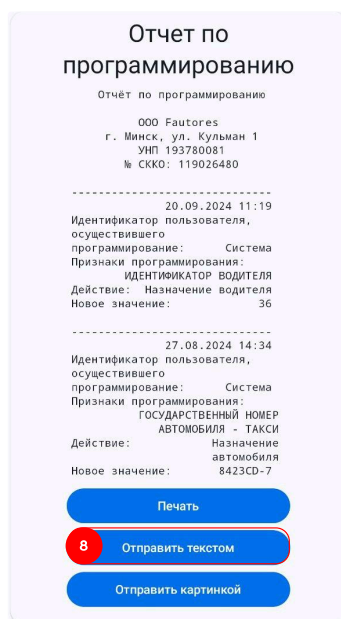 Отчет по
программированию
Отчёт по программированию
ООО Fautores
г. Минск, ул. Кульман 1
УНП 193780081
№ СККО: 119026480
-----------------------------
20.09.2024 11:19
Идентификатор пользователя,
осуществившего
программирование: Система
Признаки программирования:
ИДЕНТИФИКАТОР ВОДИТЕЛЯ
Действие: Назначение водителя
Новое значение: 36
-----------------------------
27.08.2024 14:34
Идентификатор пользователя,
осуществившего
программирование: Система
Признаки программирования:
ГОСУДАРСТВЕННЫЙ НОМЕР
АВТОМОБИЛЯ - ТАКСИ
Действие: Назначение
автомобиля
Новое значение: 8423CD-7
Печать
8 Отправить текстом
Отправить картинкой